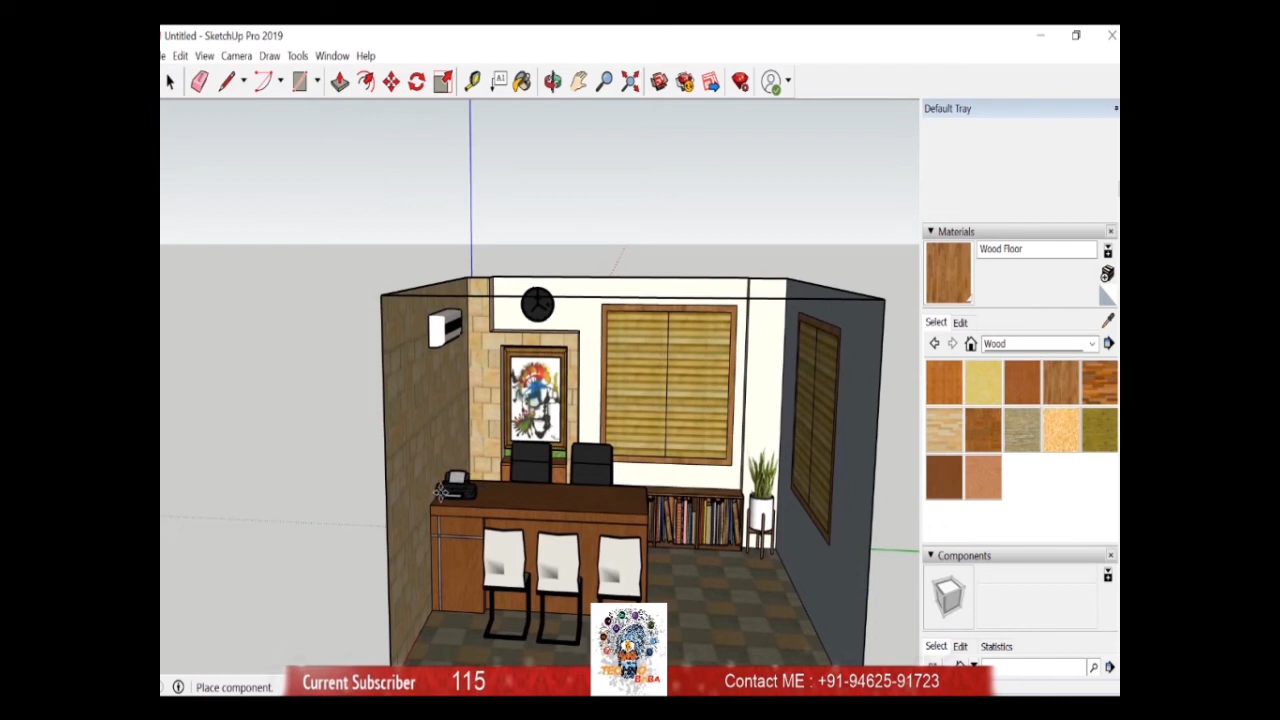 Untitled - SketchUp Pro 2019
Edit View Camera Draw Tools Window Help
A1
Default Tray
Materials
Wood Floor
Select Edit
Wood
Components
Select Edit Statistics
Place component.
Current Subscriber 115
Contact ME : +91-94625-91723